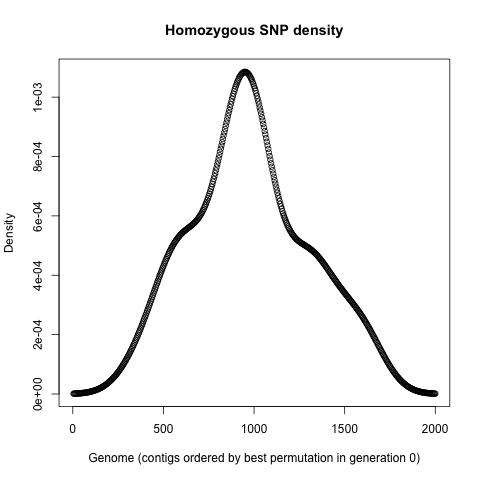 Homozygous SNP density
Density
1e-03
8e-04
6e-04
4e-04
2e-04
0e+00
0 500 1000 1500 2000
Genome (contigs ordered by best permutation in generation 0)